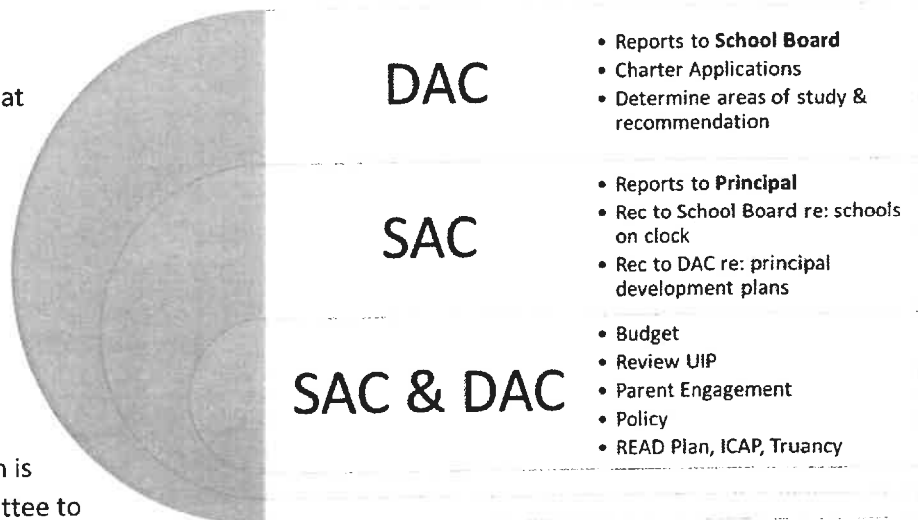 at
DAC
• Reports to School Board
• Charter Applications
• Determine areas of study &
recommendation
SAC
• Reports to Principal
• Rec to School Board re: schools
on clock
• Rec to DAC re: principal
development plans
SAC & DAC
• Budget
• Review UIP
• Parent Engagement
• Policy
• READ Plan, ICAP, Truancy
is
ttee to